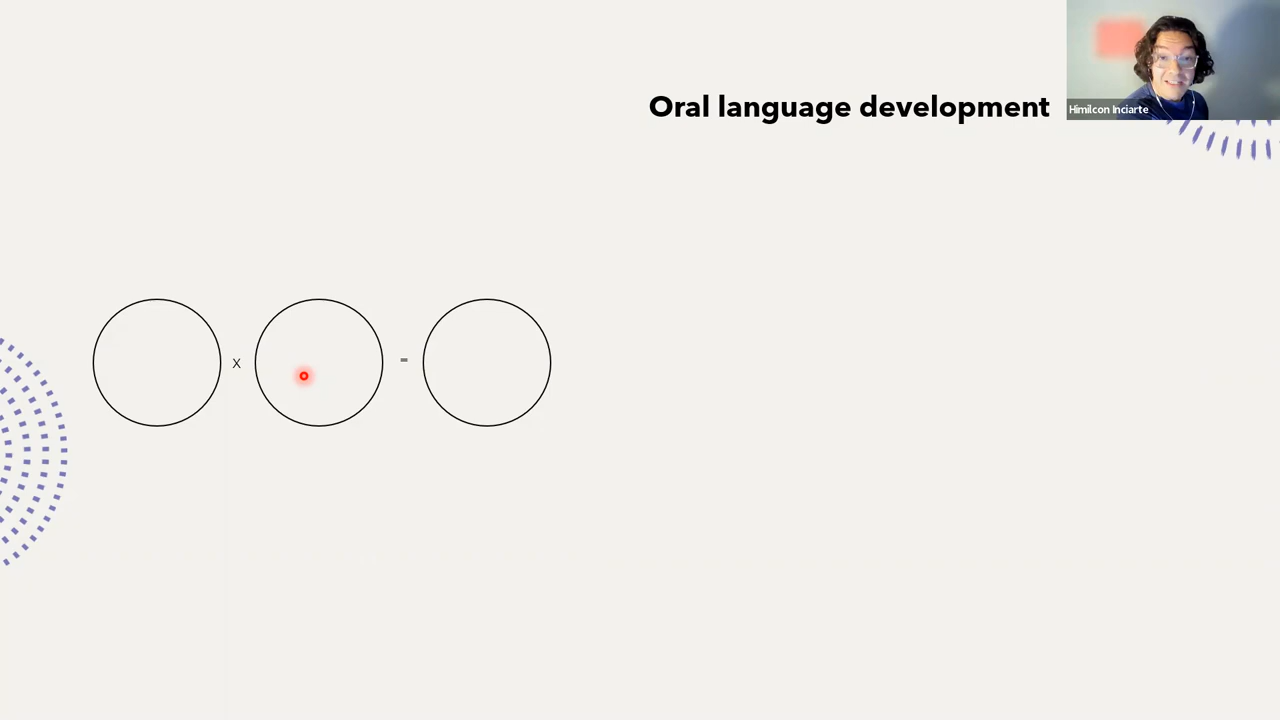 Oral language development
Himilcon Inciarte
x
=